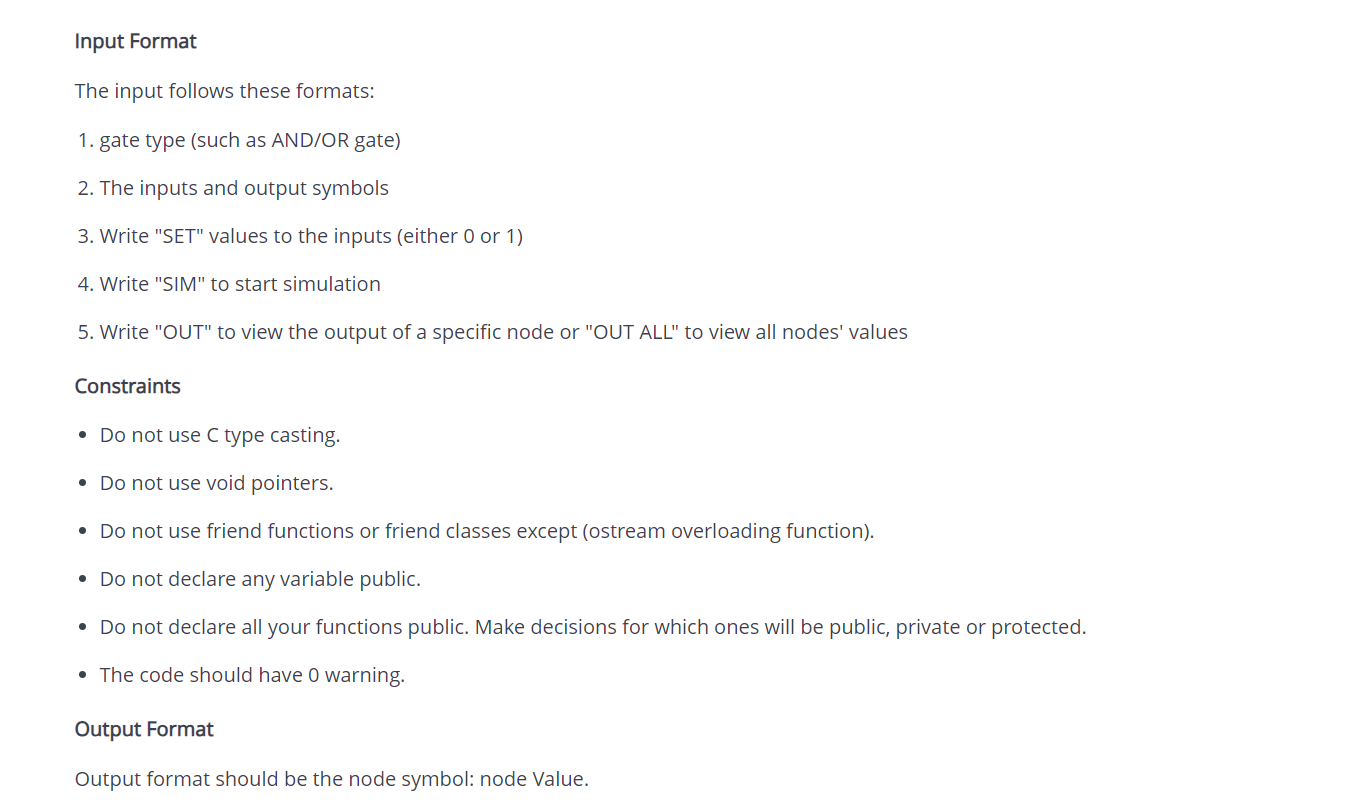 Input Format
The input follows these formats:
1. gate type (such as AND/OR gate)
2. The inputs and output symbols
3. Write "SET" values to the inputs (either 0 or 1)
4. Write "SIM" to start simulation
5. Write "OUT" to view the output of a specific node or "OUT ALL" to view all nodes' values
Constraints
• Do not use C type casting.
• Do not use void pointers.
• Do not use friend functions or friend classes except (ostream overloading function).
• Do not declare any variable public.
• Do not declare all your functions public. Make decisions for which ones will be public, private or protected.
• The code should have 0 warning.
Output Format
Output format should be the node symbol: node Value.